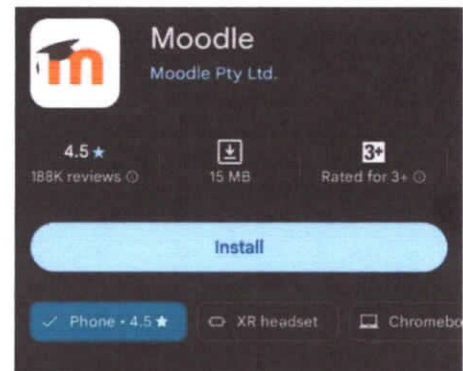 m
Moodle
Moodle Pty Ltd.
4.5 ★
188K reviews
15 MB
3+
Rated for 3+
Install
Phone • 4.5 ★
XR headset
Chromebo